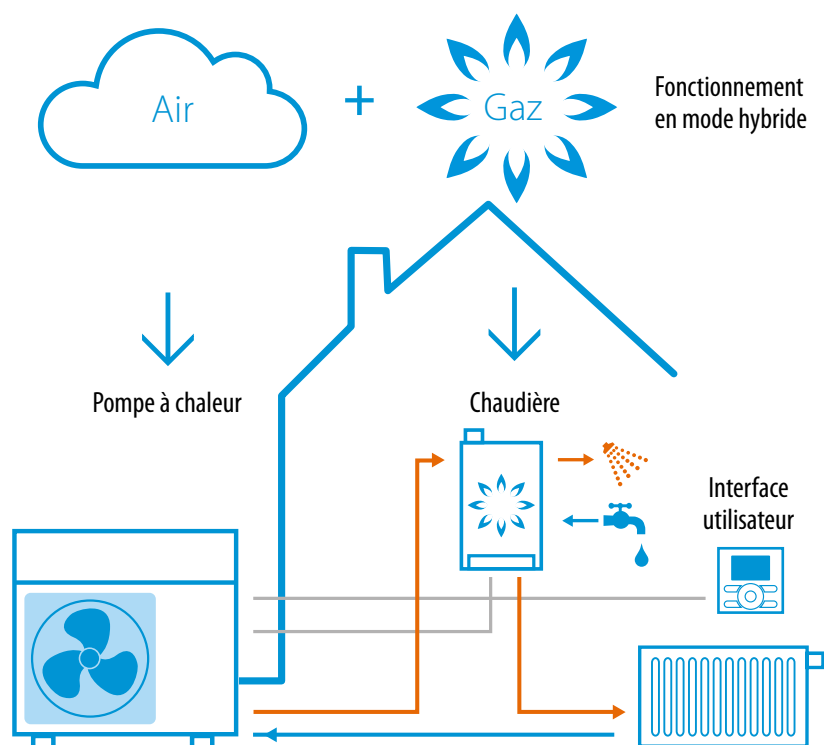 Air
+
Gaz
Fonctionnement
en mode hybride
Pompe à chaleur
Chaudière
Interface
utilisateur